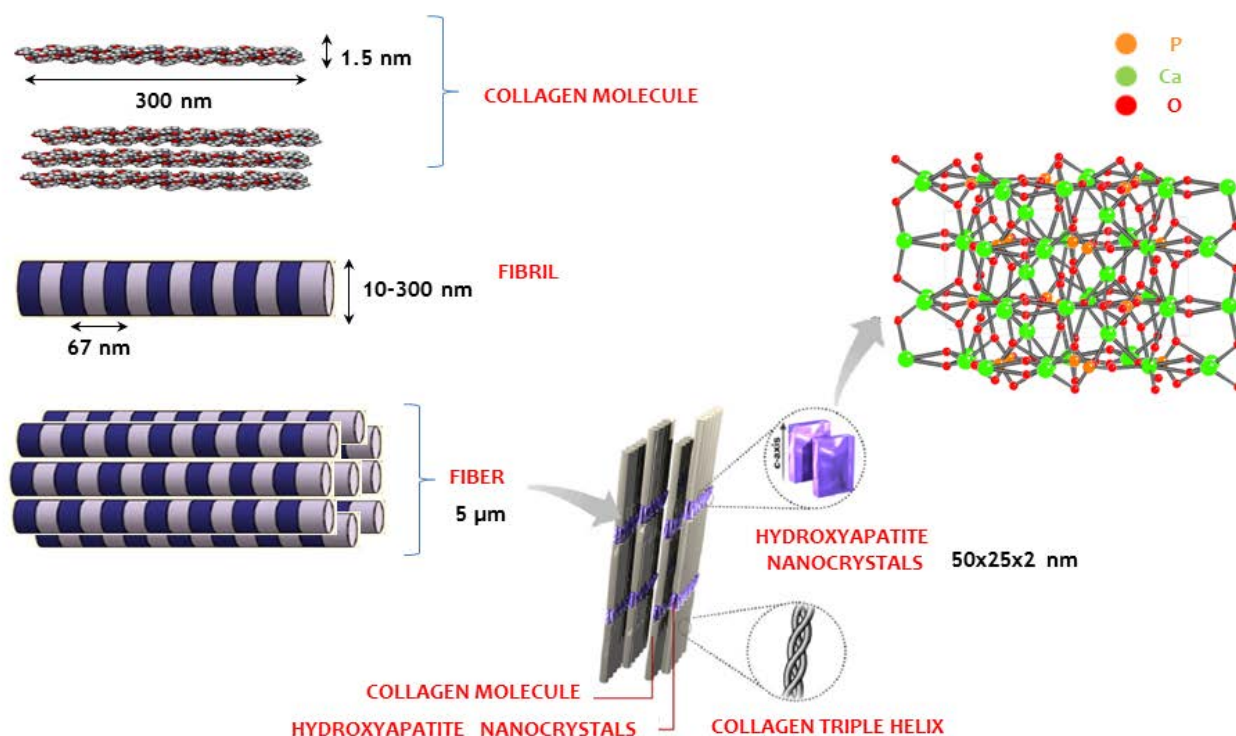 1.5 nm
300 nm
COLLAGEN MOLECULE
P
Ca
O
FIBRIL
10-300 nm
67 nm
FIBER
5 µm
c-axis
HYDROXYAPATITE
NANOCRYSTALS
50x25x2 nm
COLLAGEN MOLECULE
HYDROXYAPATITE NANOCRYSTALS
COLLAGEN TRIPLE HELIX